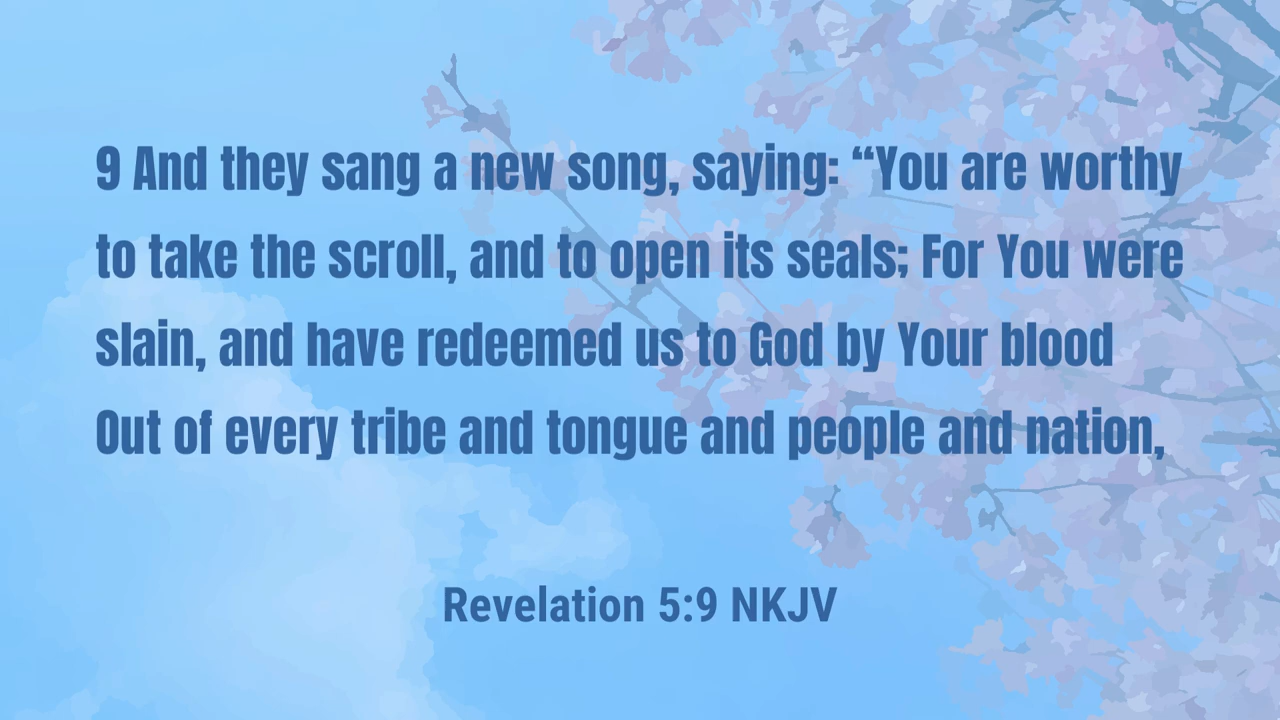 9 And they sang a new song, saying: “You are worthy
to take the scroll, and to open its seals; For You were
slain, and have redeemed us to God by Your blood
Out of every tribe and tongue and people and nation,
Revelation 5:9 NKJV